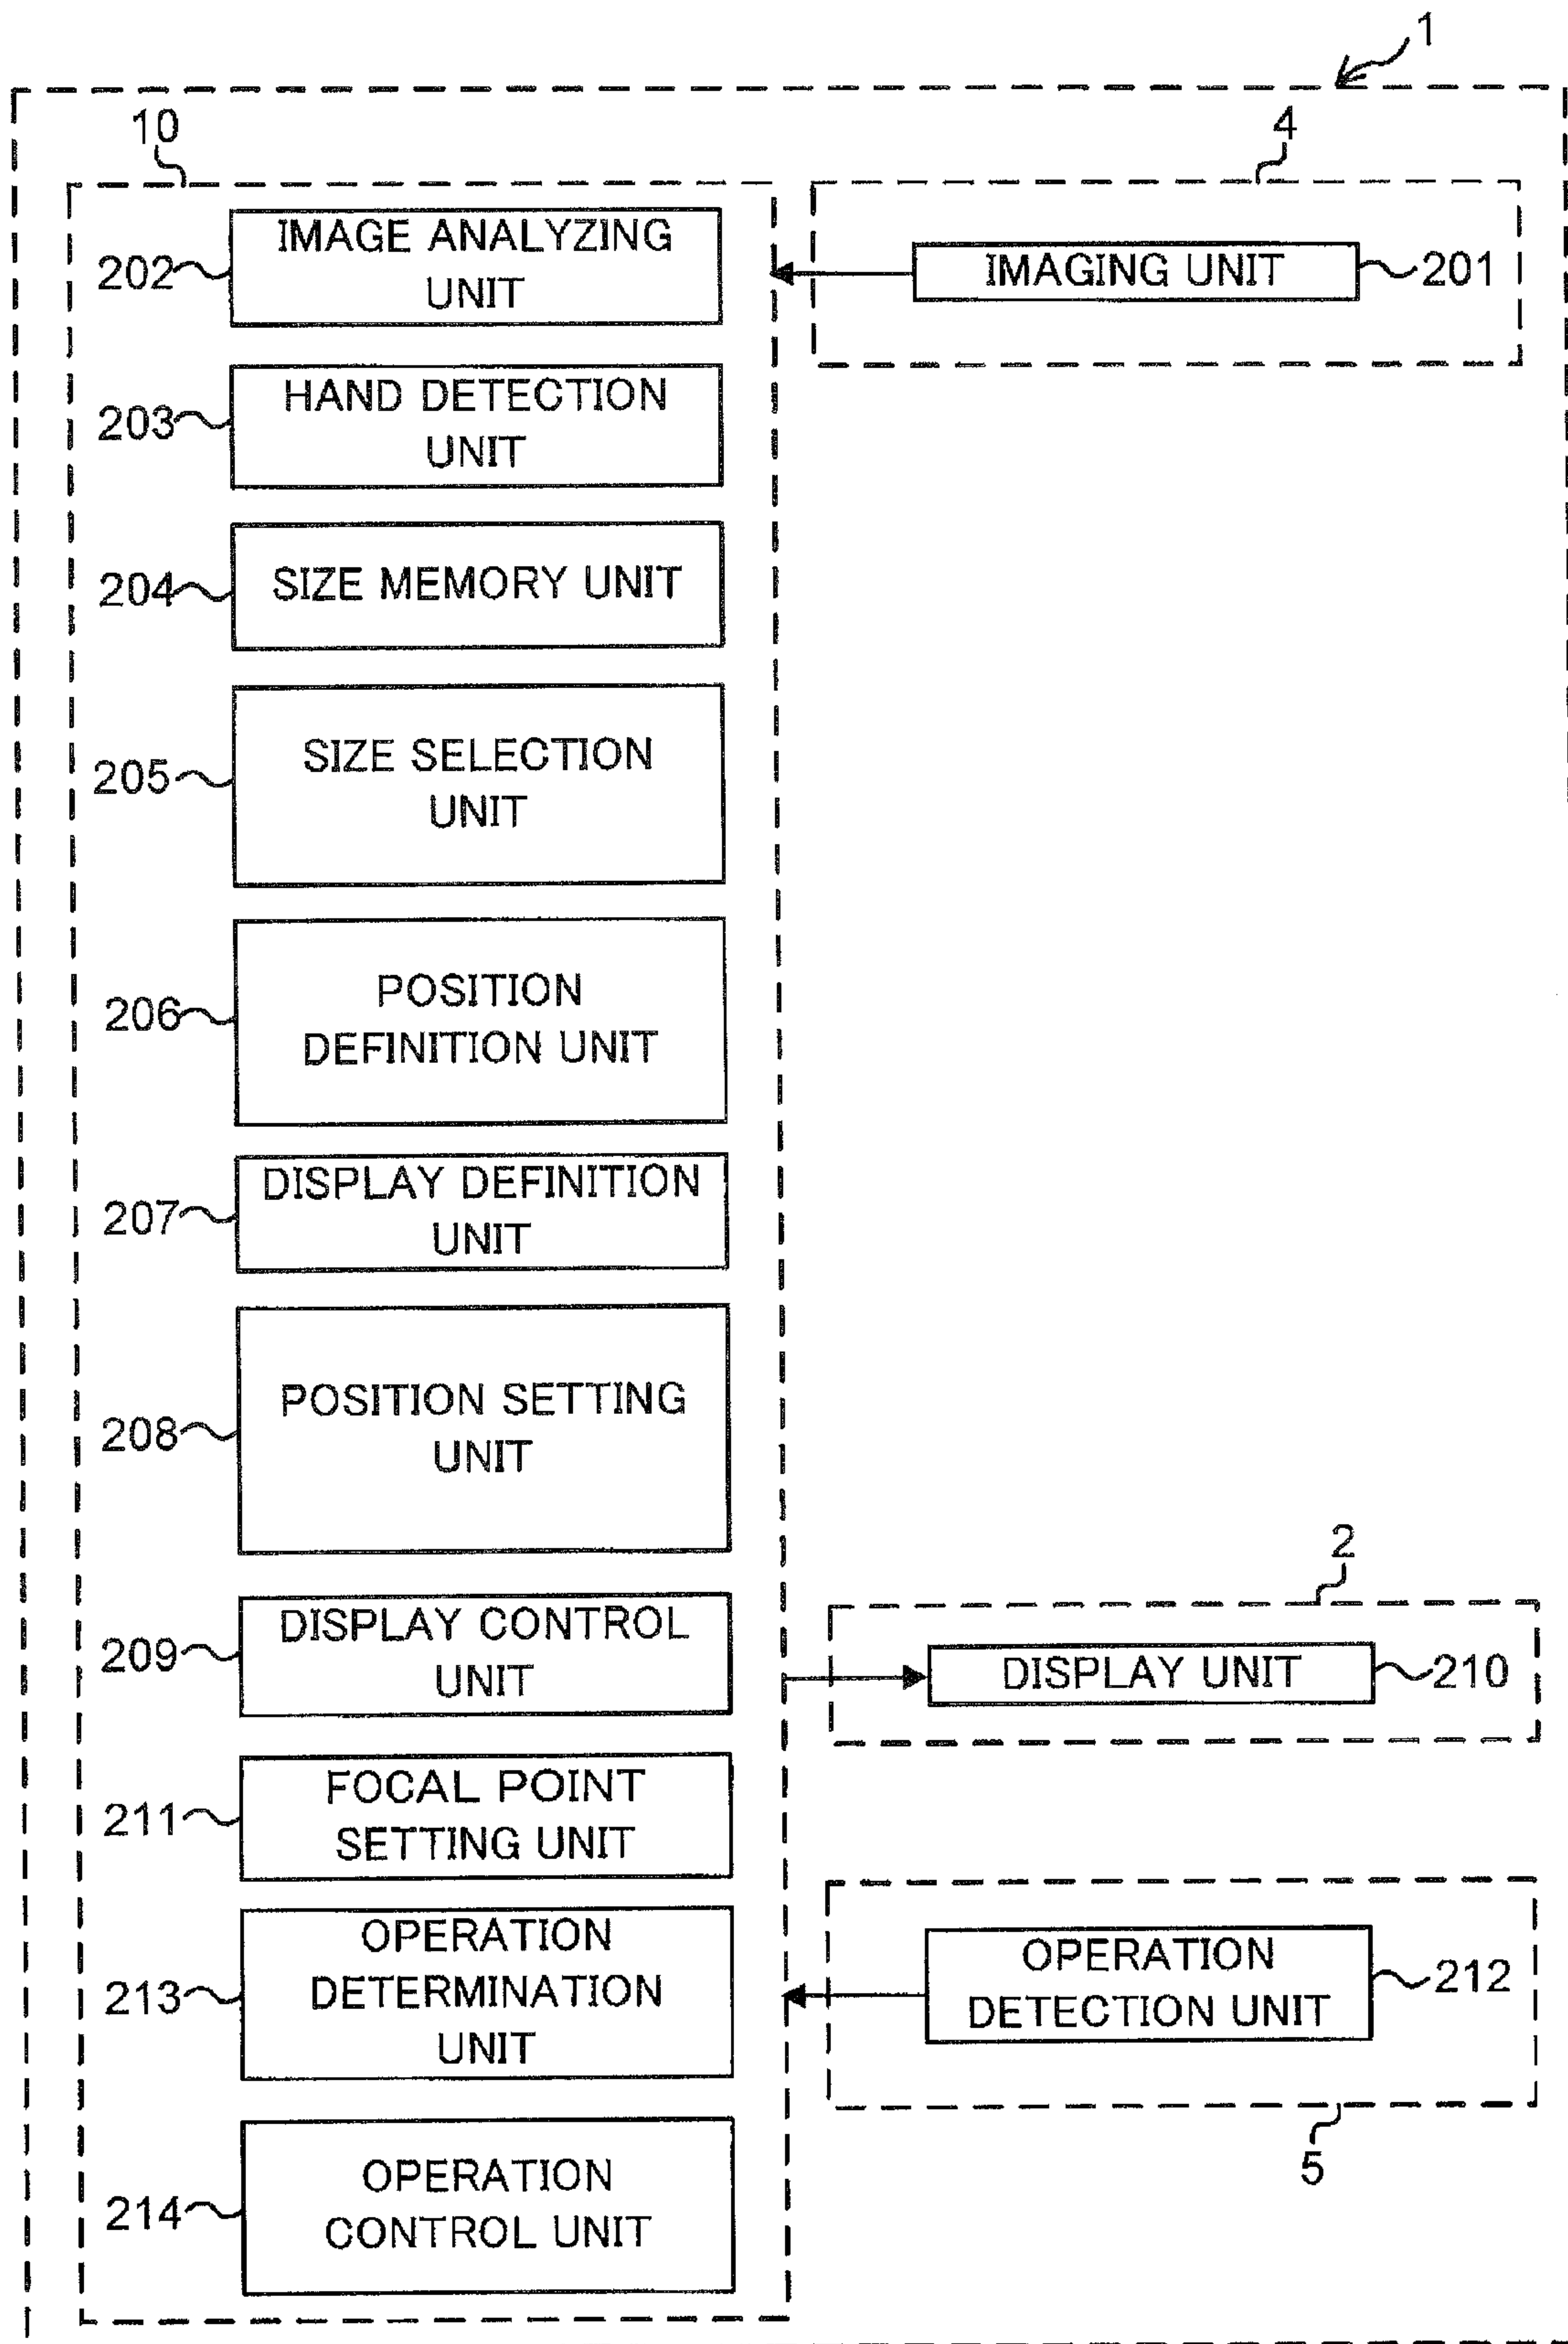 1
10
4
IMAGE ANALYZING
UNIT
202
IMAGING UNIT
201
HAND DETECTION
UNIT
203
SIZE MEMORY UNIT
204
SIZE SELECTION
UNIT
205
POSITION
DEFINITION UNIT
206
DISPLAY DEFINITION
UNIT
207
POSITION SETTING
UNIT
208
2
DISPLAY CONTROL
UNIT
209
DISPLAY UNIT
210
FOCAL POINT
SETTING UNIT
211
OPERATION
DETERMINATION
UNIT
213
OPERATION
DETECTION UNIT
212
5
OPERATION
CONTROL UNIT
214